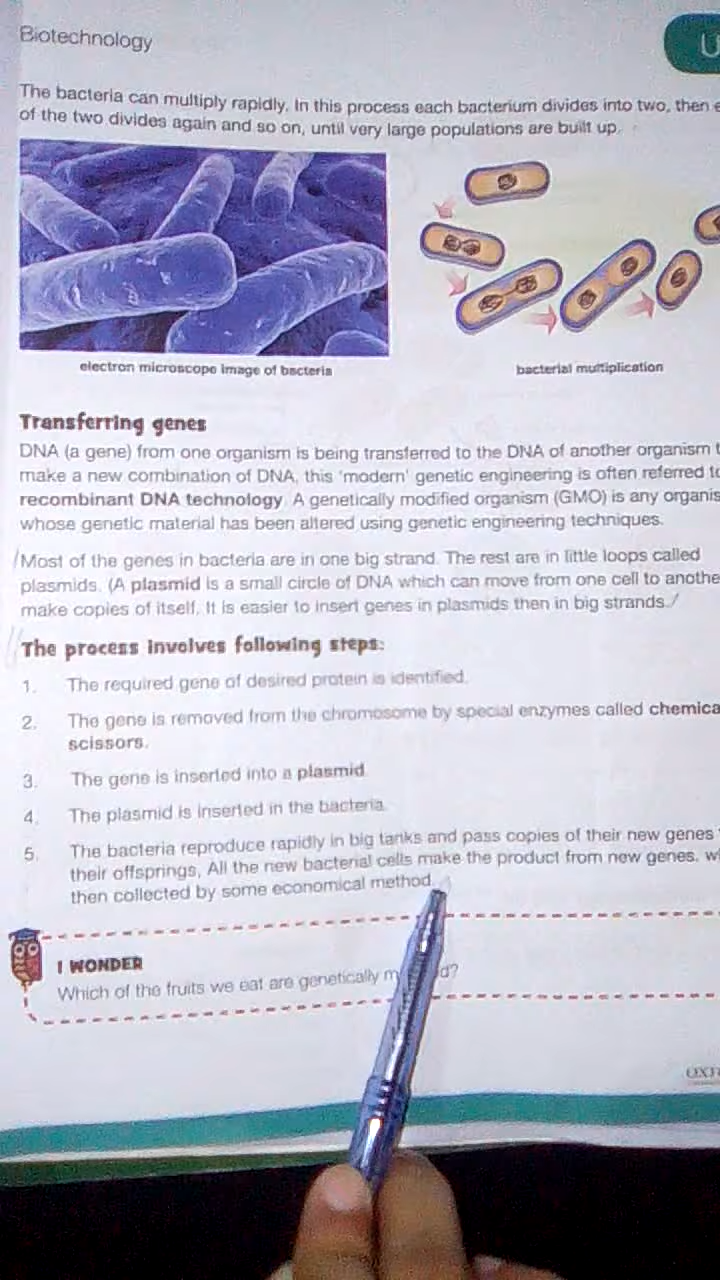 Biotechnology
U
The bacteria can multiply rapidly. In this process each bacterium divides into two, then
of the two divides again and so on, until very large populations are built up.
electron microscope image of bacteria
bacterial multiplication
Transferring genes
DNA (a gene) from one organism is being transferred to the DNA of another organism
make a new combination of DNA, this 'modern' genetic engineering is often referred to
recombinant DNA technology. A genetically modified organism (GMO) is any organis
whose genetic material has been altered using genetic engineering techniques.
Most of the genes in bacteria are in one big strand. The rest are in little loops called
plasmids. (A plasmid is a small circle of DNA which can move from one cell to anothe
make copies of itself. It is easier to insert genes in plasmids then in big strands.
The process involves following steps:
1. The required gene of desired protein is identified.
2. The gene is removed from the chromosome by special enzymes called chemica
scissors.
3. The gene is inserted into a plasmid
4. The plasmid is inserted in the bacteria.
5. The bacteria reproduce rapidly in big tanks and pass copies of their new genes
their offsprings, All the new bacterial cells make the product from new genes, w
then collected by some economical method.
I WONDER
Which of the fruits we eat are genetically m d?
OXF